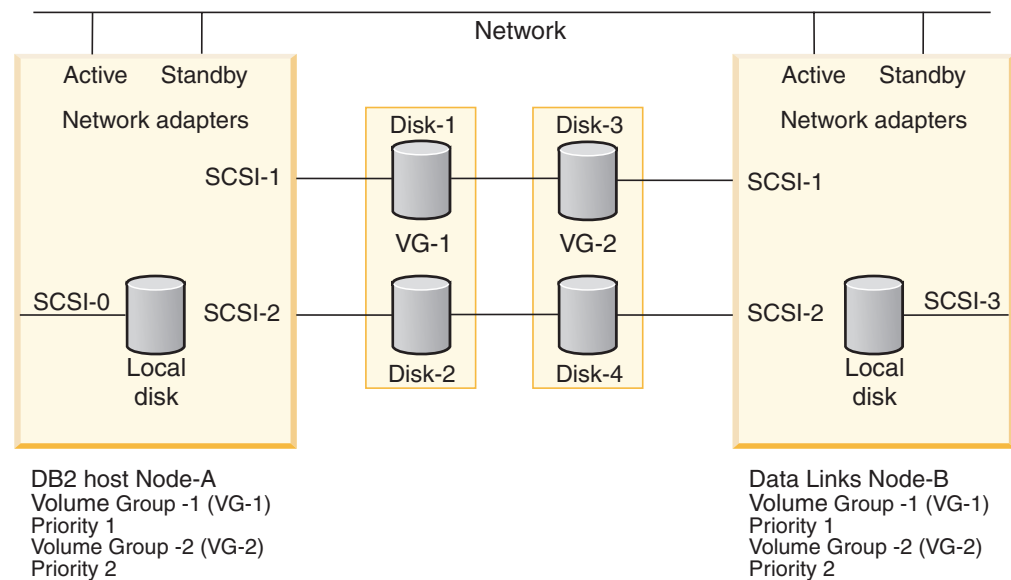 Network
Active Standby
Network adapters
SCSI-1
SCSI-0
SCSI-2
Local
disk
Disk-1
VG-1
Disk-2
Disk-3
VG-2
Disk-4
Active Standby
Network adapters
SCSI-1
SCSI-2
SCSI-3
Local
disk
DB2 host Node-A
Volume Group -1 (VG-1)
Priority 1
Volume Group -2 (VG-2)
Priority 2
Data Links Node-B
Volume Group -1 (VG-1)
Priority 1
Volume Group -2 (VG-2)
Priority 2